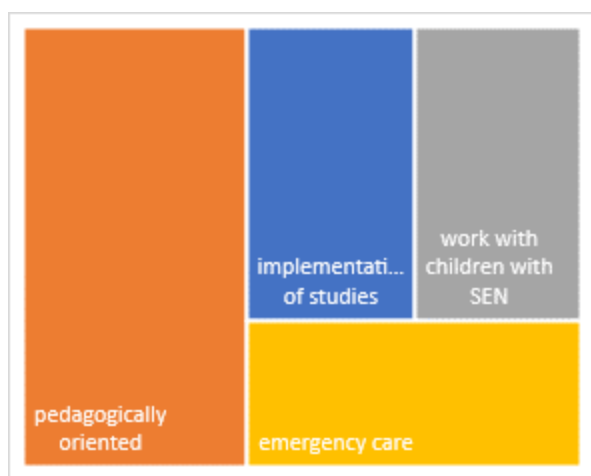 pedagogically
oriented
implementati...
of studies
work with
children with
SEN
emergency care